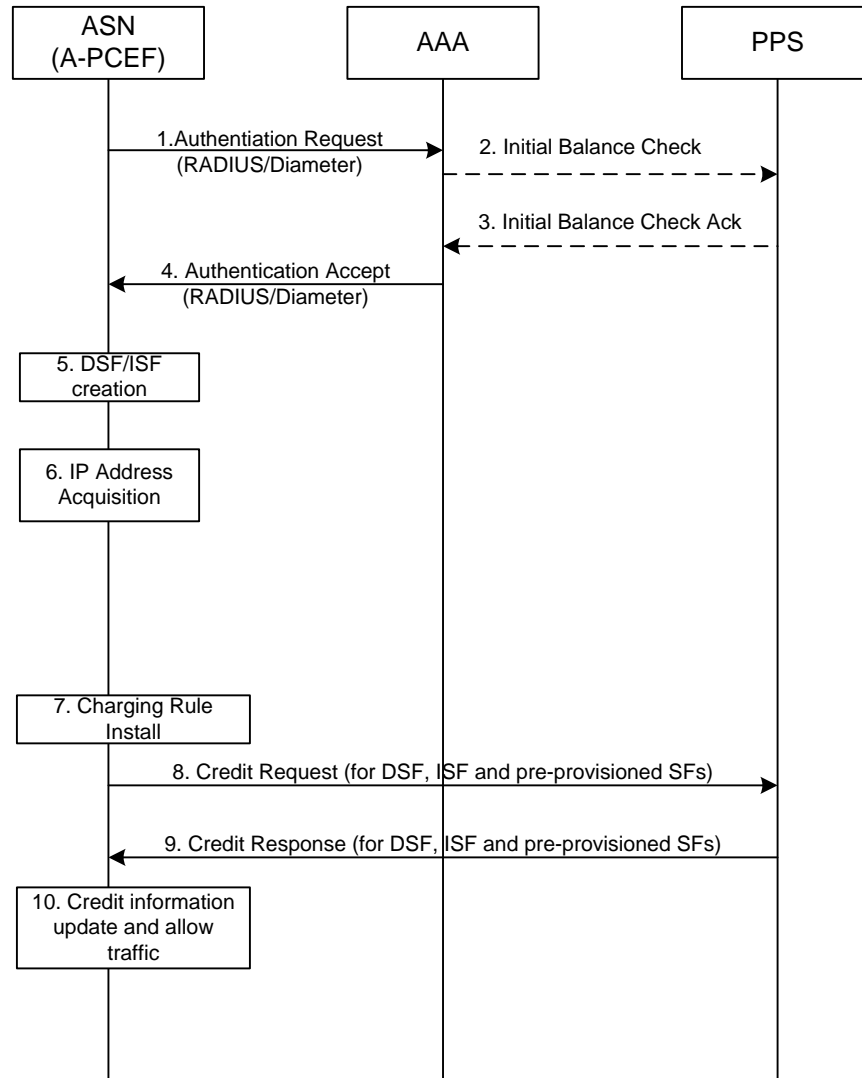 ASN
(A-PCEF)
AAA
PPS
1.Authentiation Request
(RADIUS/Diameter)
2. Initial Balance Check
3. Initial Balance Check Ack
4. Authentication Accept
(RADIUS/Diameter)
5. DSF/ISF
creation
6. IP Address
Acquisition
7. Charging Rule
Install
8. Credit Request (for DSF, ISF and pre-provisioned SFs)
9. Credit Response (for DSF, ISF and pre-provisioned SFs)
10. Credit information
update and allow
traffic